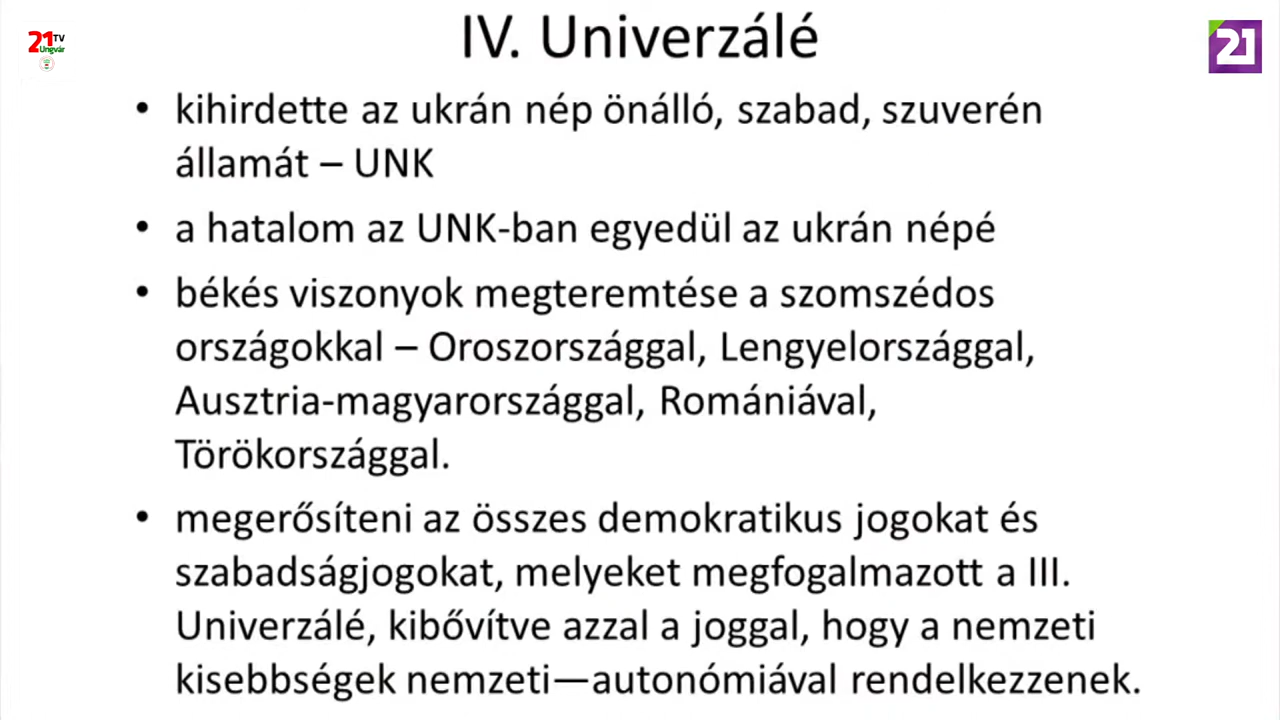 21TV
Ungvár
21
IV. Univerzálé
• kihirdette az ukrán nép önálló, szabad, szuverén
államát – UNK
• a hatalom az UNK-ban egyedül az ukrán népé
• békés viszonyok megteremtése a szomszédos
országokkal – Oroszországgal, Lengyelországgal,
Ausztria-magyarországgal, Romániával,
Törökországgal.
• megerősíteni az összes demokratikus jogokat és
szabadságjogokat, melyeket megfogalmazott a III.
Univerzálé, kibővítve azzal a joggal, hogy a nemzeti
kisebbségek nemzeti—autonómiával rendelkezzenek.